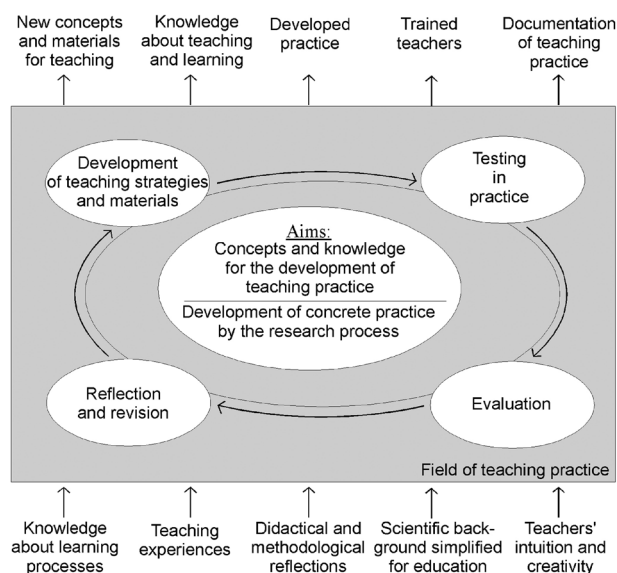 New concepts
and materials
for teaching
Knowledge
about teaching
and learning
Developed
practice
Trained
teachers
Documentation
of teaching
practice
Development
of teaching strategies
and materials
Testing
in
practice
Aims:
Concepts and knowledge
for the development of
teaching practice
Development of concrete practice
by the research process
Reflection
and revision
Evaluation
Field of teaching practice
Knowledge
about learning
processes
Teaching
experiences
Didactical and
methodological
reflections
Scientific back-
ground simplified
for education
Teachers'
intuition and
creativity